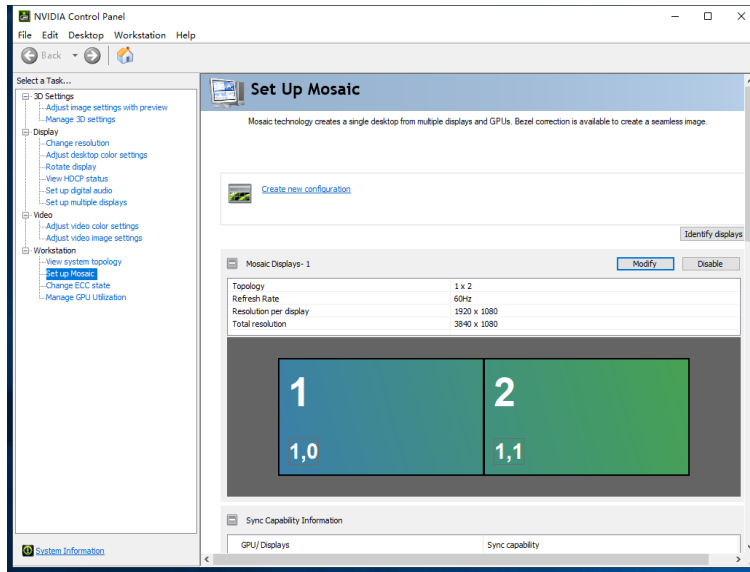 NVIDIA Control Panel
File Edit Desktop Workstation Help
Back
Select a Task...
3D Settings
Adjust image settings with preview
Manage 3D settings
Display
Change resolution
Adjust desktop color settings
Rotate display
View HDCP status
Set up digital audio
Set up multiple displays
Video
Adjust video color settings
Adjust video image settings
Workstation
View system topology
Set up Mosaic
Change ECC state
Manage GPU Utilization
System Information
Set Up Mosaic
Mosaic technology creates a single desktop from multiple displays and GPUs. Bezel correction is available to create a seamless image.
Create new configuration
Identify displays
Mosaic Displays- 1 Modify Disable
Topology 1 x 2
Refresh Rate 60Hz
Resolution per display 1920 x 1080
Total resolution 3840 x 1080
1 2
1,0 1,1
Sync Capability Information
GPU/Displays Sync capability